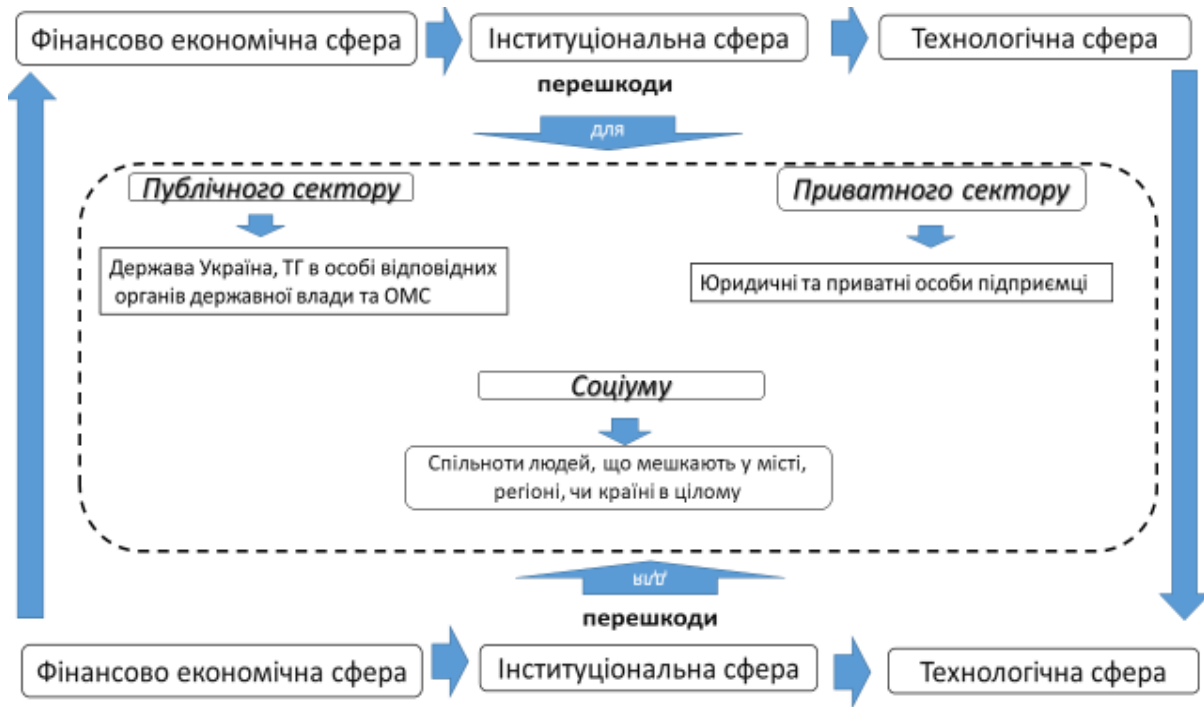 Фінансово економічна сфера
Інституціональна сфера
Технологічна сфера
перешкоди
для
Публічного сектору
Приватного сектору
Держава Україна, ТГ в особі відповідних
органів державної влади та ОМС
Юридичні та приватні особи підприємці
Соціуму
Спільноти людей, що мешкають у місті,
регіоні, чи країні в цілому
для
перешкоди
Фінансово економічна сфера
Інституціональна сфера
Технологічна сфера